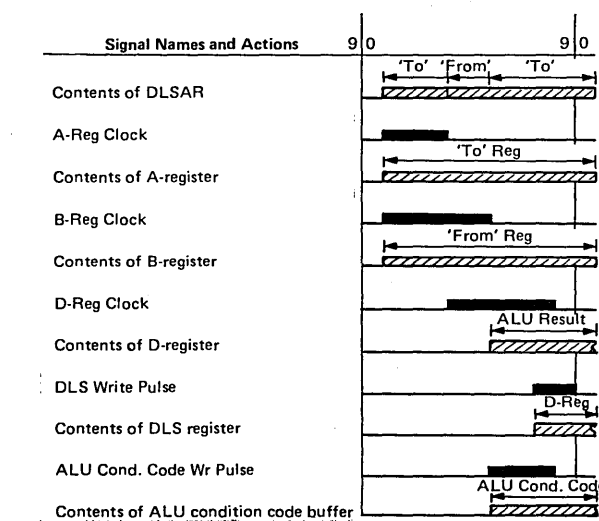 Signal Names and Actions 9 0 9 0
'To' 'From' 'To'
Contents of DLSAR
A-Reg Clock
'To' Reg
Contents of A-register
B-Reg Clock
'From' Reg
Contents of B-register
D-Reg Clock
ALU Result
Contents of D-register
DLS Write Pulse
D-Reg
Contents of DLS register
ALU Cond. Code Wr Pulse
ALU Cond. Cod
Contents of ALU condition code buffer